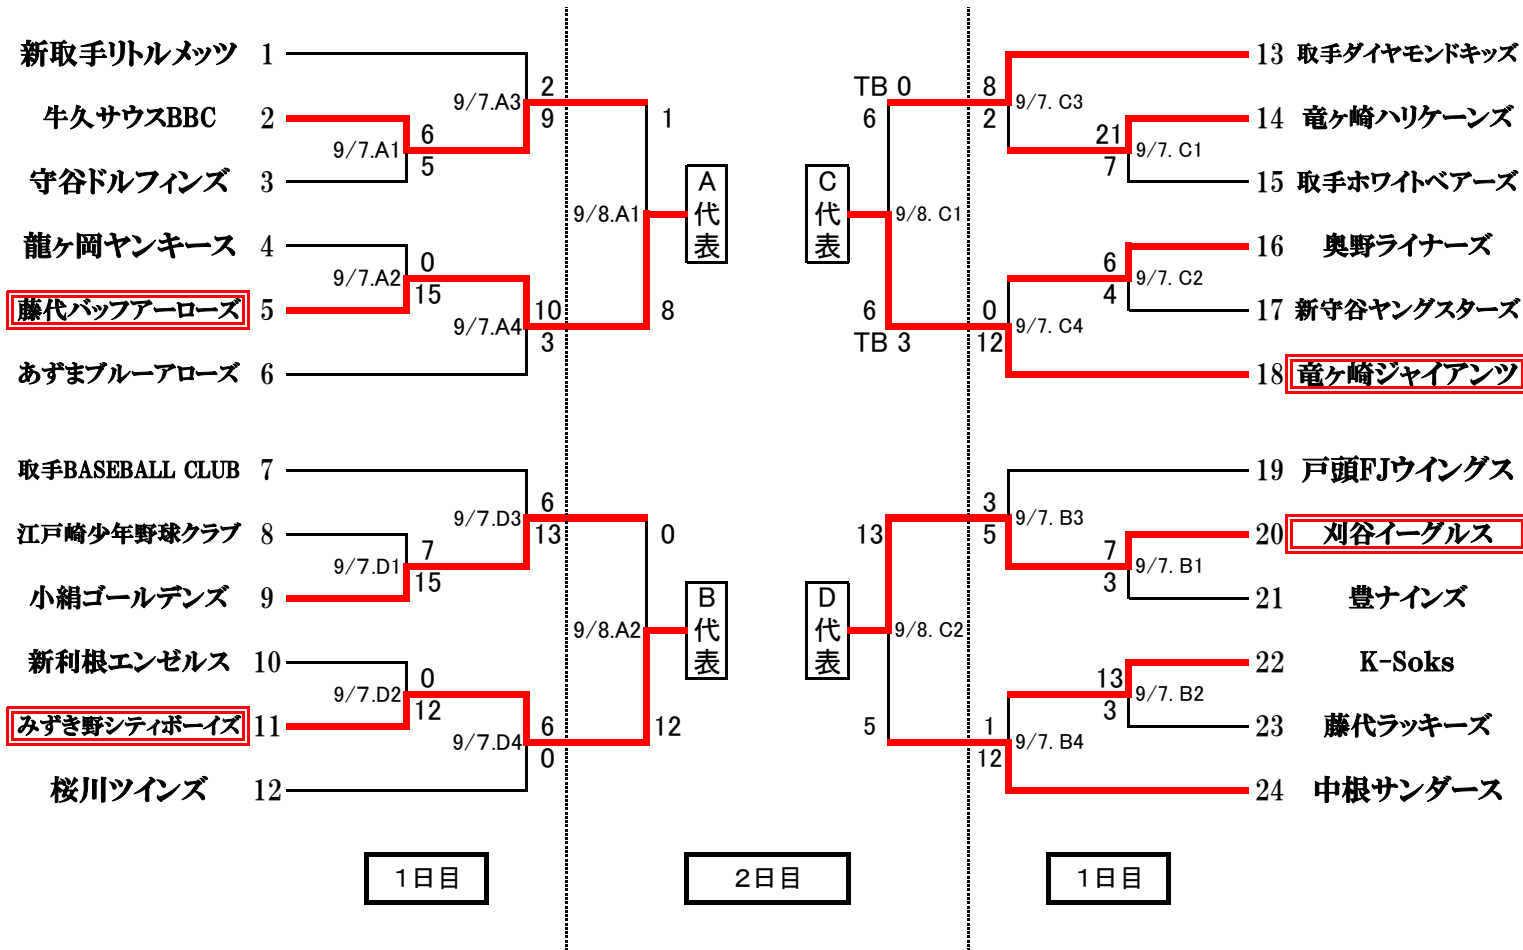 新取手リトルメッツ 1
牛久サウスBBC 2
守谷ドルフィンズ 3
龍ヶ岡ヤンキース 4
藤代バッファーローズ 5
あずまブルーアローズ 6
9/7.A1
6
5
9/7.A2
0
15
9/7.A3
2
9
9/7.A4
10
3
9/8.A1
1
8
A代表
取手BASEBALL CLUB 7
江戸崎少年野球クラブ 8
小絹ゴールデンズ 9
新利根エンゼルス 10
みずき野シティボーイズ 11
桜川ツインズ 12
9/7.D1
7
15
9/7.D2
0
12
9/7.D3
6
13
9/7.D4
6
0
9/8.A2
0
12
B代表
13 取手ダイヤモンドキッズ
14 竜ヶ崎ハリケーンズ
15 取手ホワイトベアーズ
16 奥野ライナーズ
17 新守谷ヤングスターズ
18 竜ヶ崎ジャイアンツ
9/7. C1
21
7
9/7. C2
6
4
9/7. C3
8
2
9/7. C4
0
12
9/8. C1
TB 0
6
6
TB 3
C代表
19 戸頭FJウイングス
20 刈谷イーグルス
21 豊ナインズ
22 K-Soks
23 藤代ラッキーズ
24 中根サンダース
9/7. B1
7
3
9/7. B2
13
3
9/7. B3
3
5
9/7. B4
1
12
9/8. C2
13
5
D代表
1日目
2日目
1日目